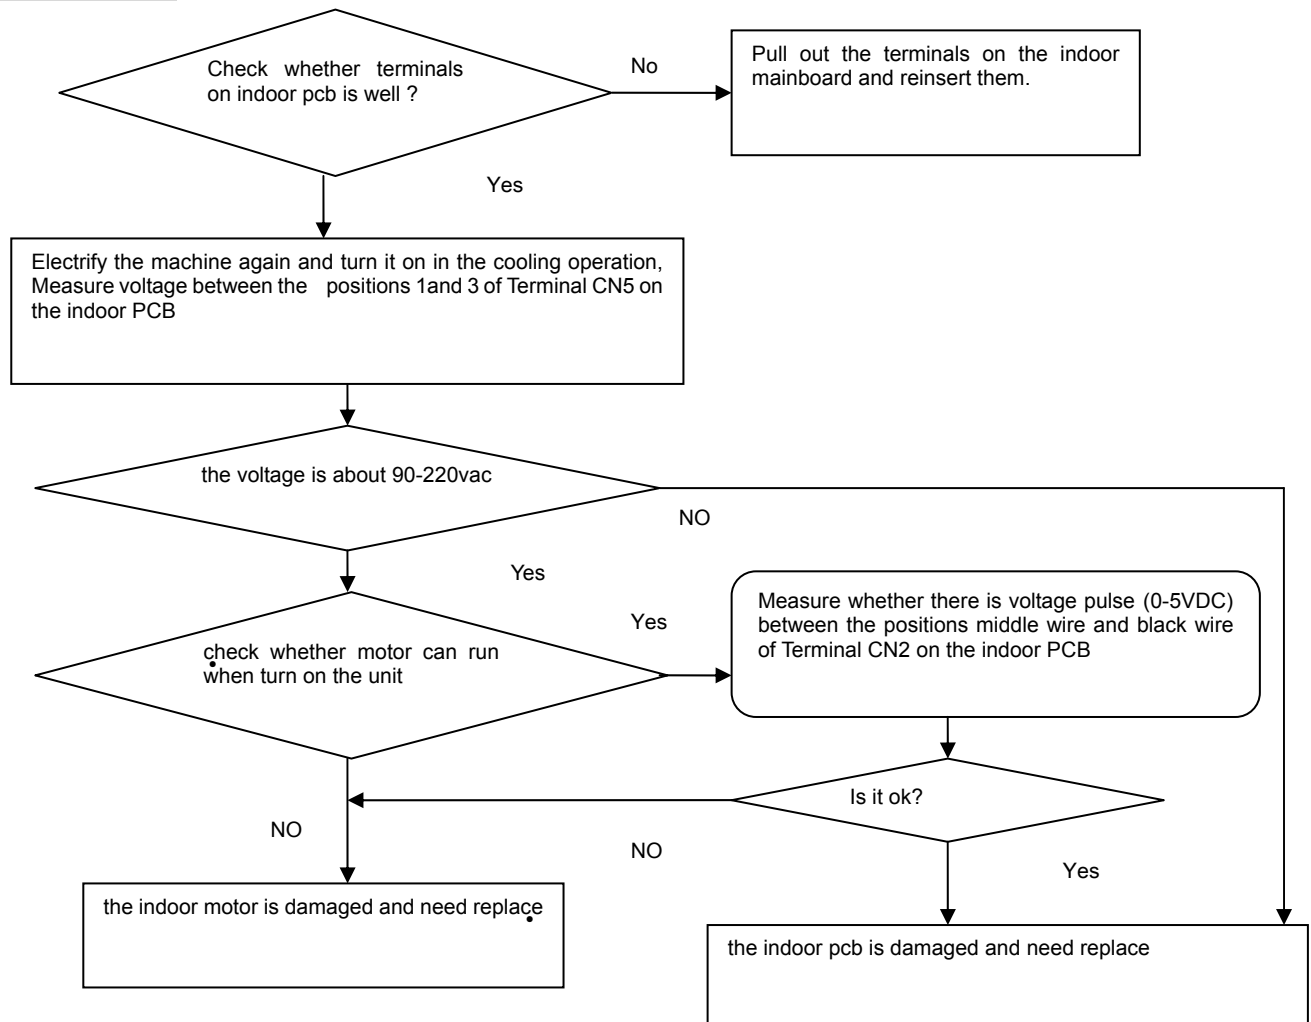 Check whether terminals
on indoor pcb is well ?
No
Pull out the terminals on the indoor
mainboard and reinsert them.
Yes
Electrify the machine again and turn it on in the cooling operation,
Measure voltage between the positions 1and 3 of Terminal CN5 on
the indoor PCB
the voltage is about 90-220vac
NO
Yes
check whether motor can run
when turn on the unit
Yes
Measure whether there is voltage pulse (0-5VDC)
between the positions middle wire and black wire
of Terminal CN2 on the indoor PCB
Is it ok?
NO
NO
Yes
the indoor motor is damaged and need replace
the indoor pcb is damaged and need replace